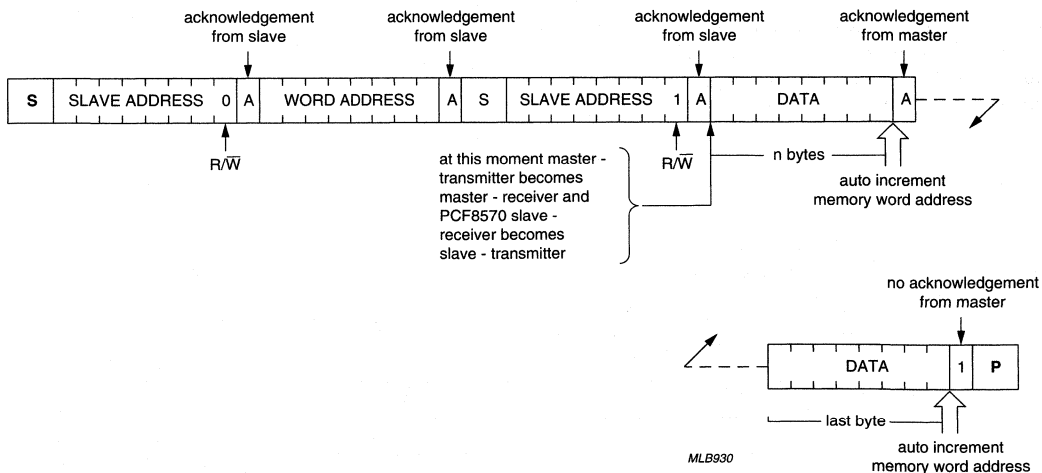 acknowledgement
from slave
acknowledgement
from slave
acknowledgement
from slave
acknowledgement
from master
S SLAVE ADDRESS 0 A WORD ADDRESS A S SLAVE ADDRESS 1 A DATA A
R/W̅
at this moment master -
transmitter becomes
master - receiver and
PCF8570 slave -
receiver becomes
slave - transmitter
R/W̅
n bytes
auto increment
memory word address
no acknowledgement
from master
DATA 1 P
last byte
auto increment
memory word address
MLB930